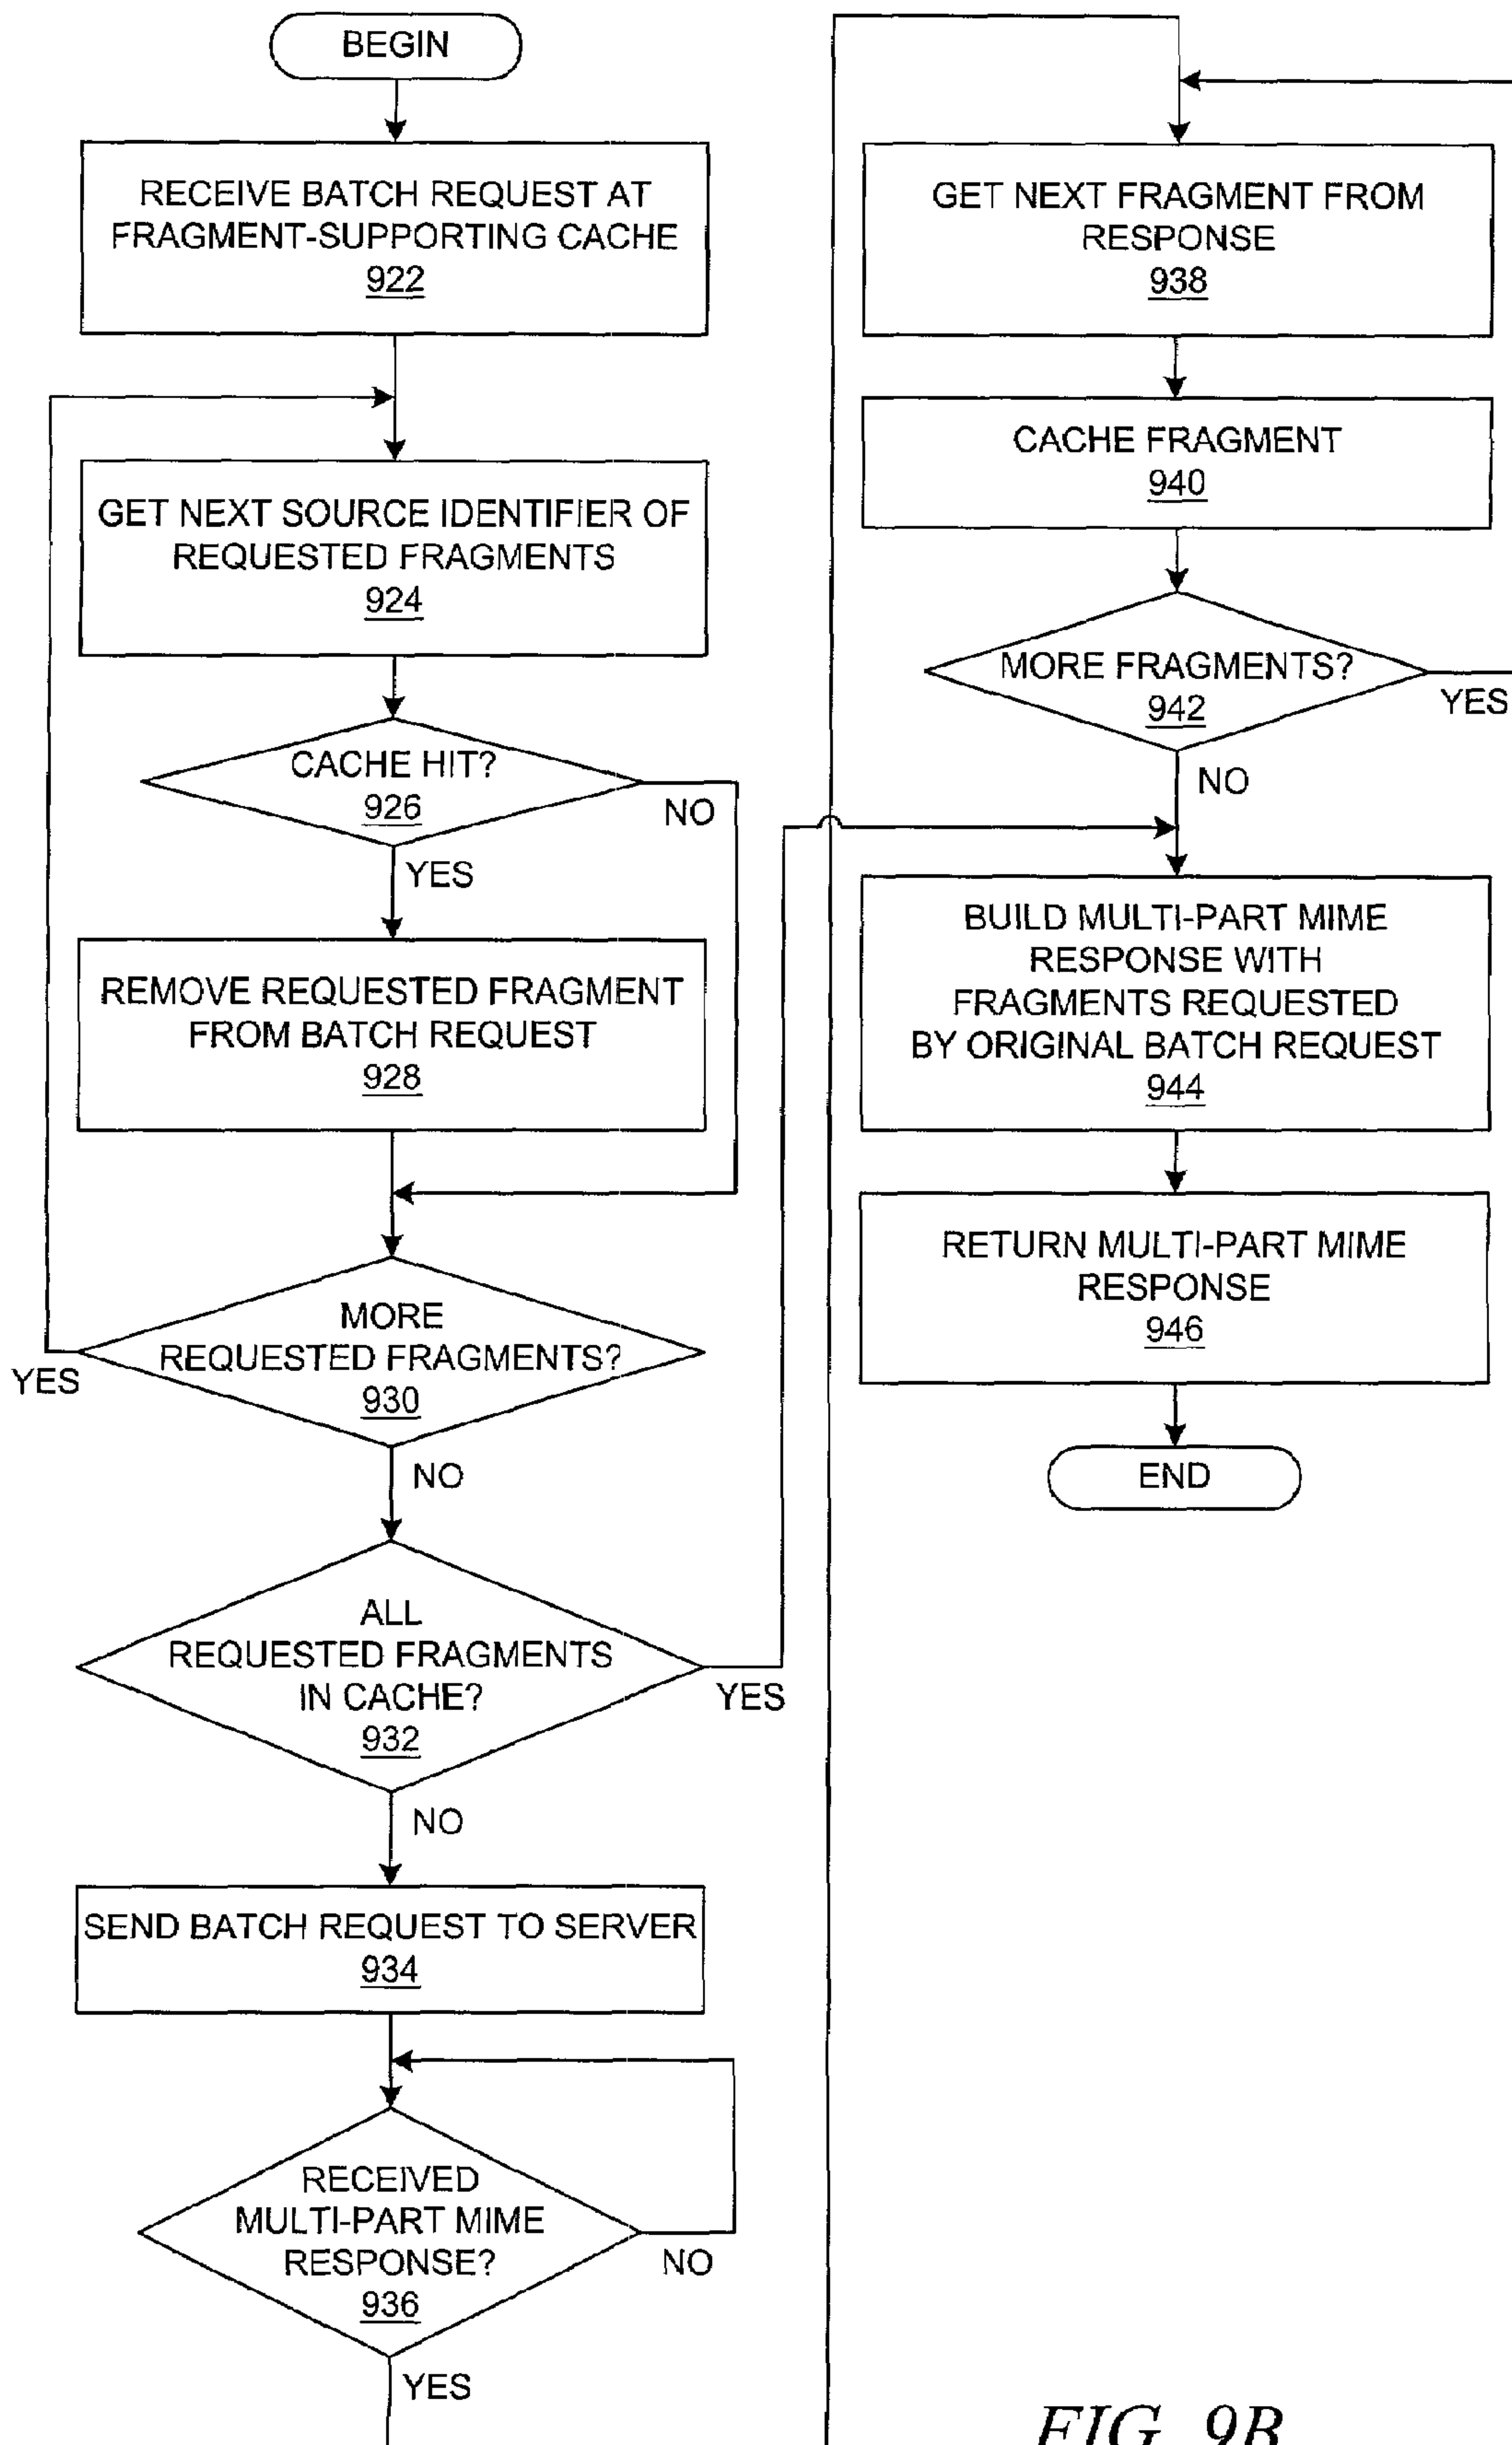 BEGIN
RECEIVE BATCH REQUEST AT
FRAGMENT-SUPPORTING CACHE
922
GET NEXT SOURCE IDENTIFIER OF
REQUESTED FRAGMENTS
924
CACHE HIT?
926
NO
YES
REMOVE REQUESTED FRAGMENT
FROM BATCH REQUEST
928
MORE
REQUESTED FRAGMENTS?
930
YES
NO
ALL
REQUESTED FRAGMENTS
IN CACHE?
932
YES
NO
SEND BATCH REQUEST TO SERVER
934
RECEIVED
MULTI-PART MIME
RESPONSE?
936
NO
YES
GET NEXT FRAGMENT FROM
RESPONSE
938
CACHE FRAGMENT
940
MORE FRAGMENTS?
942
YES
NO
BUILD MULTI-PART MIME
RESPONSE WITH
FRAGMENTS REQUESTED
BY ORIGINAL BATCH REQUEST
944
RETURN MULTI-PART MIME
RESPONSE
946
END
FIG. 9B